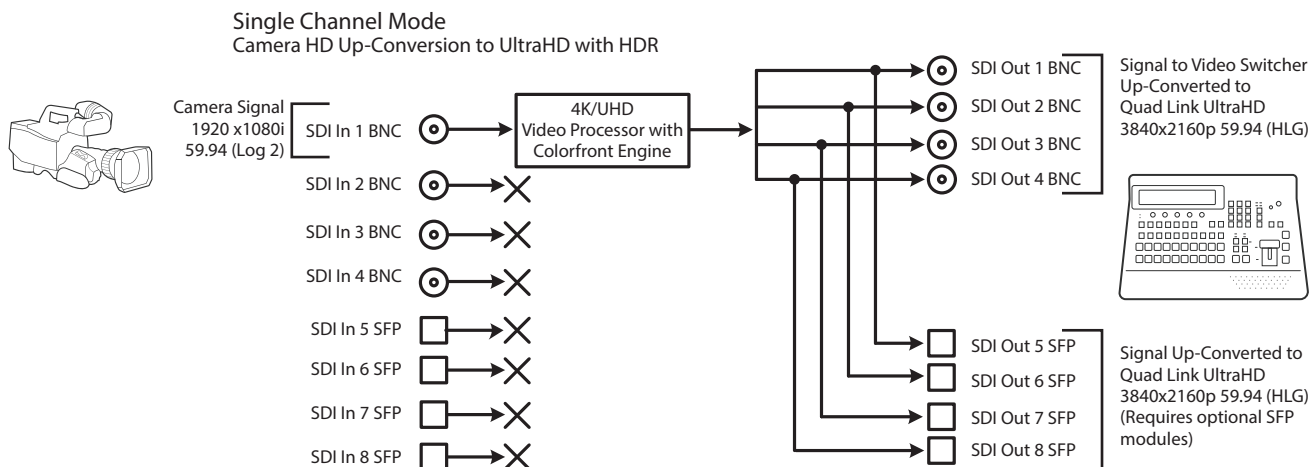 Single Channel Mode
Camera HD Up-Conversion to UltraHD with HDR
Camera Signal
1920 x1080i
59.94 (Log 2)
SDI In 1 BNC
SDI In 2 BNC
SDI In 3 BNC
SDI In 4 BNC
SDI In 5 SFP
SDI In 6 SFP
SDI In 7 SFP
SDI In 8 SFP
4K/UHD
Video Processor with
Colorfront Engine
SDI Out 1 BNC
SDI Out 2 BNC
SDI Out 3 BNC
SDI Out 4 BNC
Signal to Video Switcher
Up-Converted to
Quad Link UltraHD
3840x2160p 59.94 (HLG)
SDI Out 5 SFP
SDI Out 6 SFP
SDI Out 7 SFP
SDI Out 8 SFP
Signal Up-Converted to
Quad Link UltraHD
3840x2160p 59.94 (HLG)
(Requires optional SFP
modules)